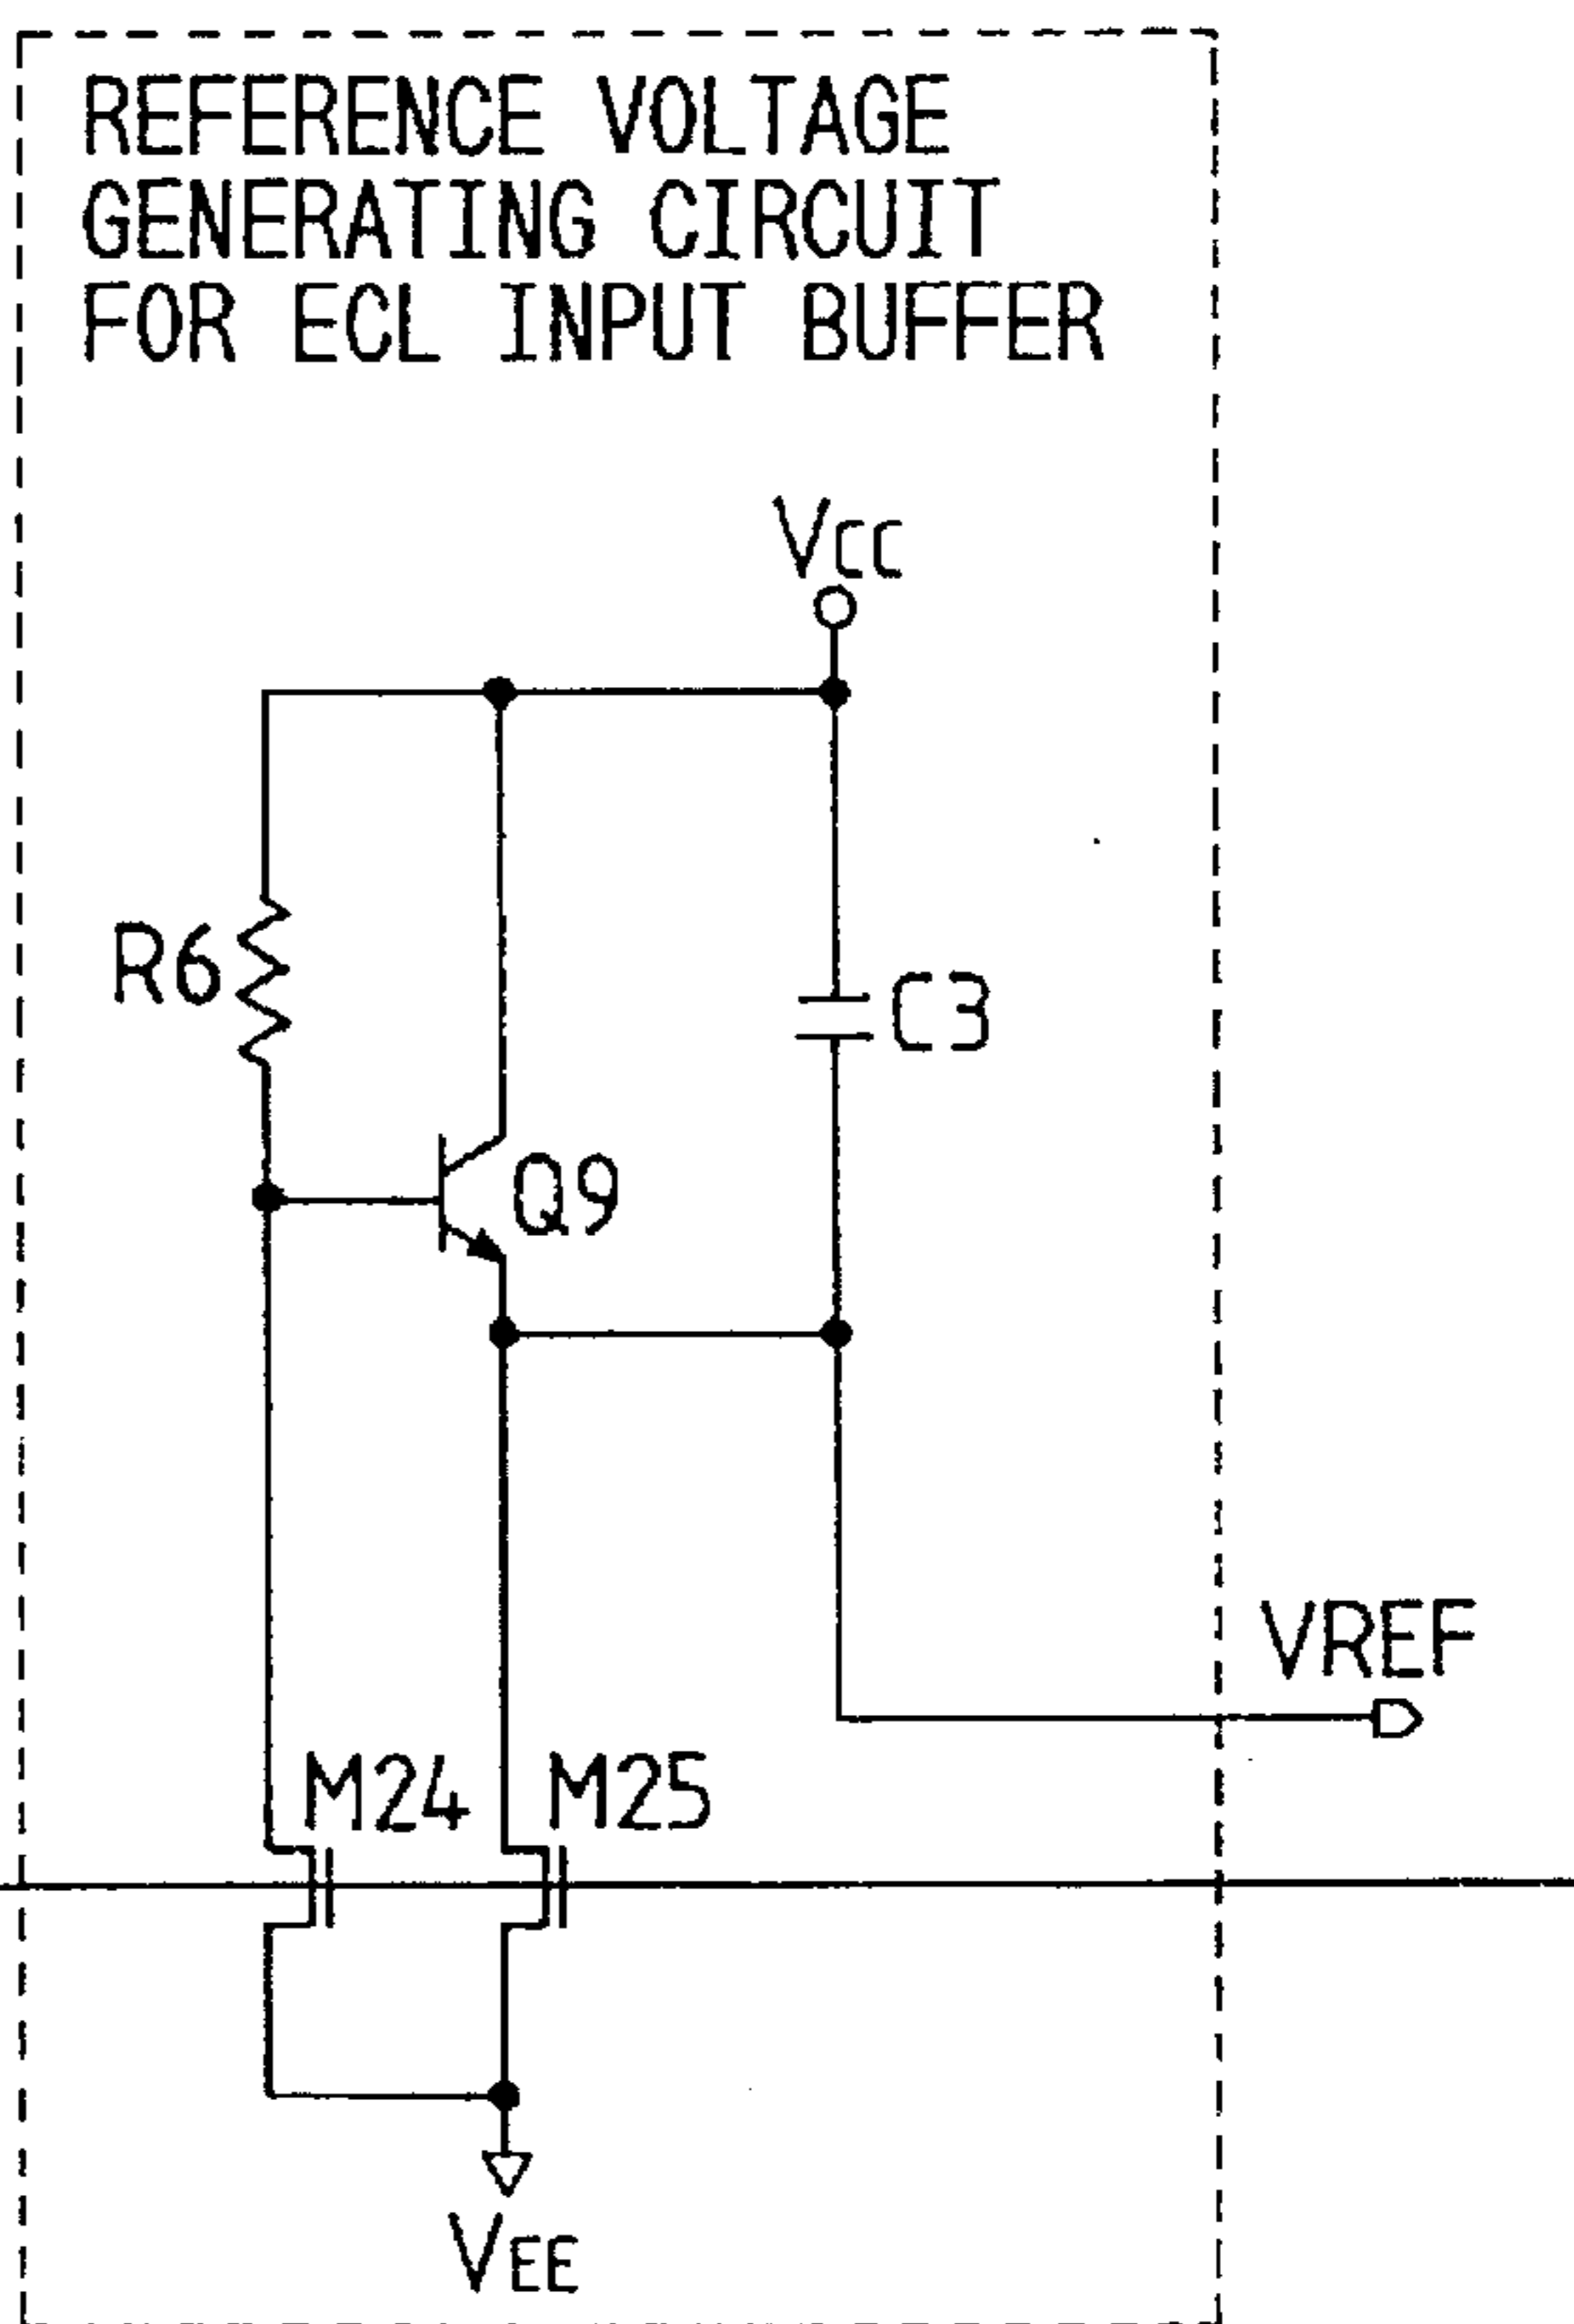 REFERENCE VOLTAGE
GENERATING CIRCUIT
FOR ECL INPUT BUFFER
VCC
R6
C3
Q9
VREF
M24 M25
VEE